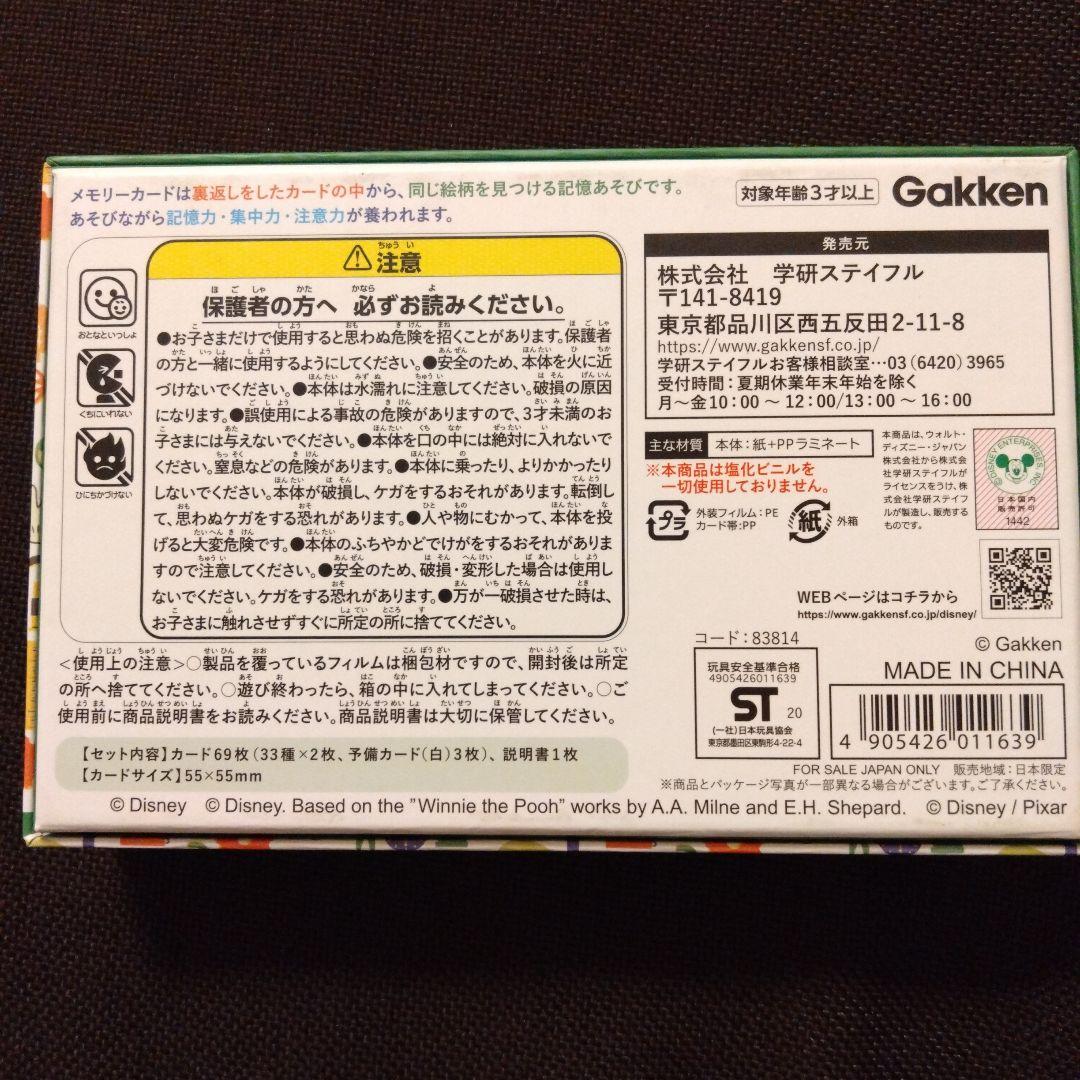 メモリーカードは裏返しをしたカードの中から、同じ絵柄を見つける記憶あそびです。
あそびながら記憶力・集中力・注意力が養われます。
対象年齢3才以上
Gakken
おとなといっしょ
くちにいれない
ひにちかづけない
注意
保護者の方へ 必ずお読みください。
●お子さまだけで使用すると思わぬ危険を招くことがあります。保護者
の方と一緒に使用するようにしてください。●安全のため、本体を火に近
づけないでください。●本体は水濡れに注意してください。破損の原因
になります。●誤使用による事故の危険がありますので、3才未満のお
子さまには与えないでください。●本体を口の中には絶対に入れないで
ください。窒息などの危険があります。●本体に乗ったり、よりかかったり
しないでください。本体が破損し、ケガをするおそれがあります。転倒し
て、思わぬケガをする恐れがあります。●人や物にむかって、本体を投
げると大変危険です。●本体のふちやかどでけがをするおそれがありま
すので注意してください。●安全のため、破損・変形した場合は使用し
ないでください。ケガをする恐れがあります。●万が一破損させた時は、
お子さまに触れさせずすぐに所定の所に捨ててください。
<使用上の注意>○製品を覆っているフィルムは梱包材ですので、開封後は所定
の所へ捨ててください。○遊び終わったら、箱の中に入れてしまってください。○ご
使用前に商品説明書をお読みください。商品説明書は大切に保管してください。
【セット内容】カード69枚(33種×2枚、予備カード(白)3枚)、説明書1枚
【カードサイズ】55×55mm
発売元
株式会社 学研ステイフル
〒141-8419
東京都品川区西五反田2-11-8
https://www.gakkensf.co.jp/
学研ステイフルお客様相談室…03(6420)3965
受付時間:夏期休業年末年始を除く
月〜金10:00 〜 12:00/13:00 〜 16:00
主な材質 本体:紙+PPラミネート
※本商品は塩化ビニルを
一切使用しておりません。
プラ
外装フィルム:PE
カード帯:PP
紙
外箱
本商品は、ウォルト・
ディズニー・ジャパン
株式会社から株式会
社学研ステイフルが
ライセンスをうけ、株
式会社学研ステイフ
ルが製造し、販売する
ものです。
©DISNEY ENTERPRISES, INC.
日本国内
販売許可
1442
WEBページはコチラから
https://www.gakkensf.co.jp/disney/
コード:83814
玩具安全基準合格
4905426011639
ST
20
(一社)日本玩具協会
東京都墨田区東駒形4-22-4
© Gakken
MADE IN CHINA
4 905426 011639
FOR SALE JAPAN ONLY 販売地域:日本限定
※商品とパッケージ写真が一部異なる場合がございます。ご了承ください。
© Disney © Disney. Based on the "Winnie the Pooh" works by A.A. Milne and E.H. Shepard. © Disney / Pixar